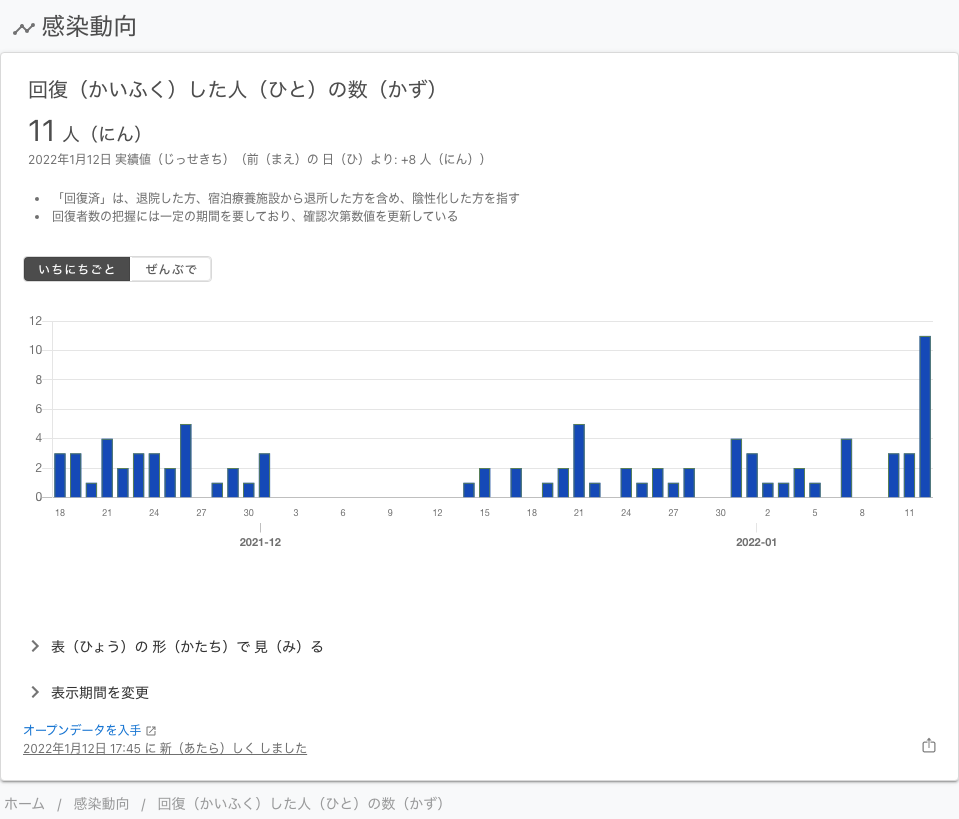 感染動向
回復（かいふく）した人（ひと）の数（かず）
11 人（にん）
2022年1月12日 実績値（じっせきち）（前（まえ）の 日（ひ）より: +8 人（にん））
• 「回復済」は、退院した方、宿泊療養施設から退所した方を含め、陰性化した方を指す
• 回復者数の把握には一定の期間を要しており、確認次第数値を更新している
いちにちごと ぜんぶで
12
10
8
6
4
2
0
18 21 24 27 30 3 6 9 12 15 18 21 24 27 30 2 5 8 11
2021-12 2022-01
表（ひょう）の 形（かたち）で 見（み）る
表示期間を変更
オープンデータを入手
2022年1月12日 17:45 に 新（あたら）しく しました
ホーム / 感染動向 / 回復（かいふく）した人（ひと）の数（かず）